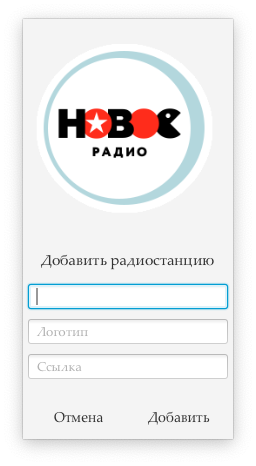 НОВОЕ
РАДИО
Добавить радиостанцию
Логотип
Ссылка
Отмена Добавить